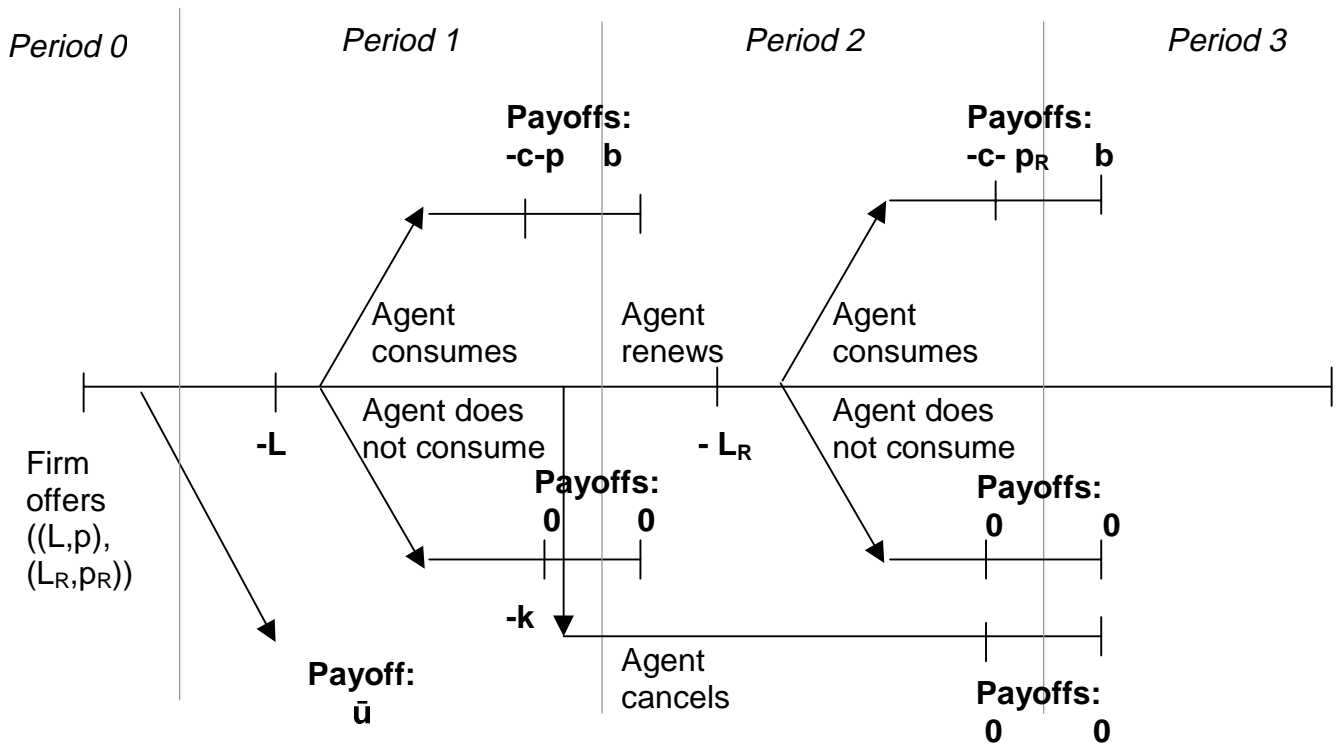 Period 0 Period 1 Period 2 Period 3
Payoffs: Payoffs:
-c-p b -c- pR b
Agent
consumes
Agent
renews
Agent
consumes
Agent does
not consume
Agent does
not consume
-L - LR
Firm
offers
((L,p),
(LR,pR))
Payoffs:
0 0
Payoffs:
0 0
-k
Agent
cancels
Payoff:
ū
Payoffs:
0 0